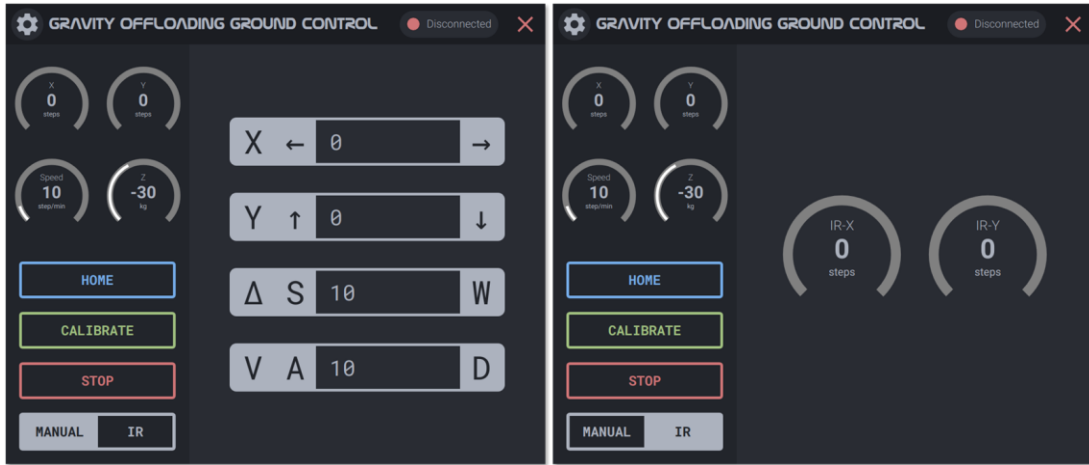 GRAVITY OFFLOADING GROUND CONTROL
Disconnected
X
0
steps
Y
0
steps
Speed
10
step/min
Z
-30
kg
HOME
CALIBRATE
STOP
MANUAL IR
X ← 0 →
Y ↑ 0 ↓
Δ S 10 W
V A 10 D
GRAVITY OFFLOADING GROUND CONTROL
Disconnected
X
0
steps
Y
0
steps
Speed
10
step/min
Z
-30
kg
HOME
CALIBRATE
STOP
MANUAL IR
IR-X
0
steps
IR-Y
0
steps